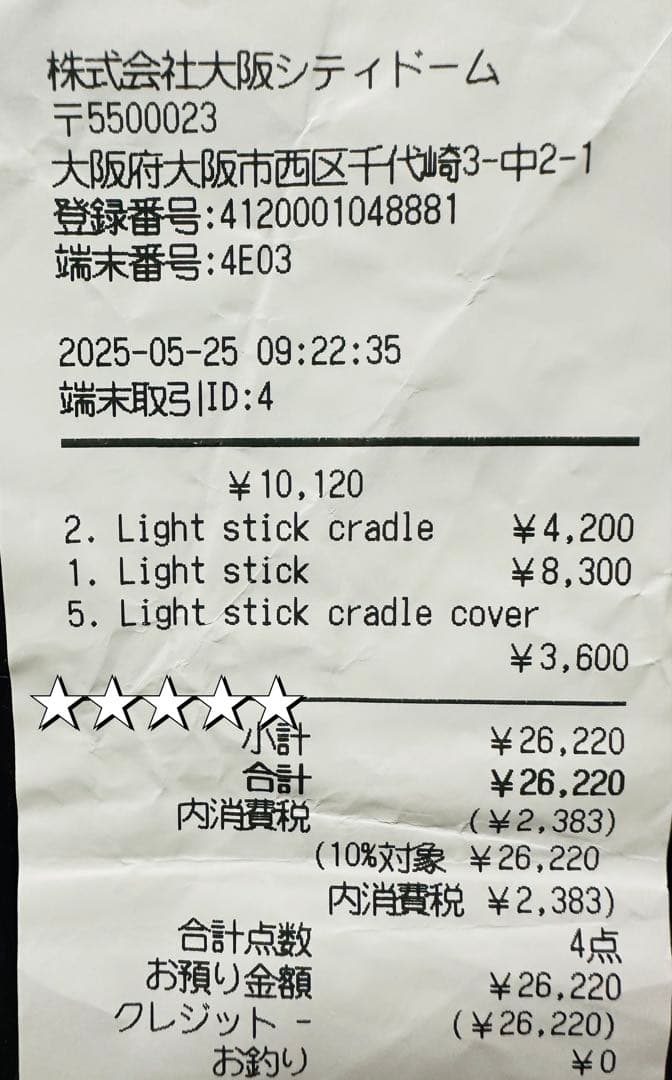 株式会社大阪シティドーム
〒5500023
大阪府大阪市西区千代崎3-中2-1
登録番号:4120001048881
端末番号:4E03
2025-05-25 09:22:35
端末取引ID:4
￥10,120
2. Light stick cradle ￥4,200
1. Light stick ￥8,300
5. Light stick cradle cover
￥3,600
小計 ￥26,220
合計 ￥26,220
内消費税 (￥2,383)
(10%対象 ￥26,220
内消費税 ￥2,383)
合計点数 4点
お預り金額 ￥26,220
クレジット - (￥26,220)
お釣り ￥0